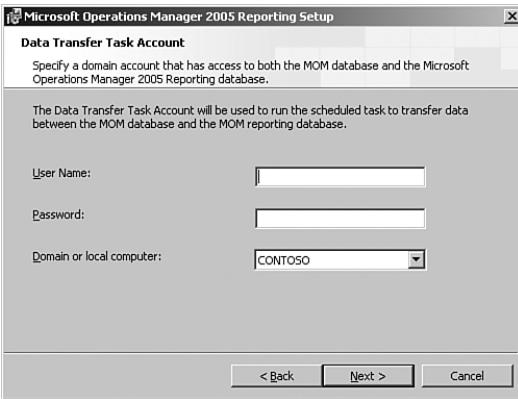 Microsoft Operations Manager 2005 Reporting Setup
Data Transfer Task Account
Specify a domain account that has access to both the MOM database and the Microsoft
Operations Manager 2005 Reporting database.
The Data Transfer Task Account will be used to run the scheduled task to transfer data
between the MOM database and the MOM reporting database.
User Name:
Password:
Domain or local computer:
CONTOSO
< Back
Next >
Cancel